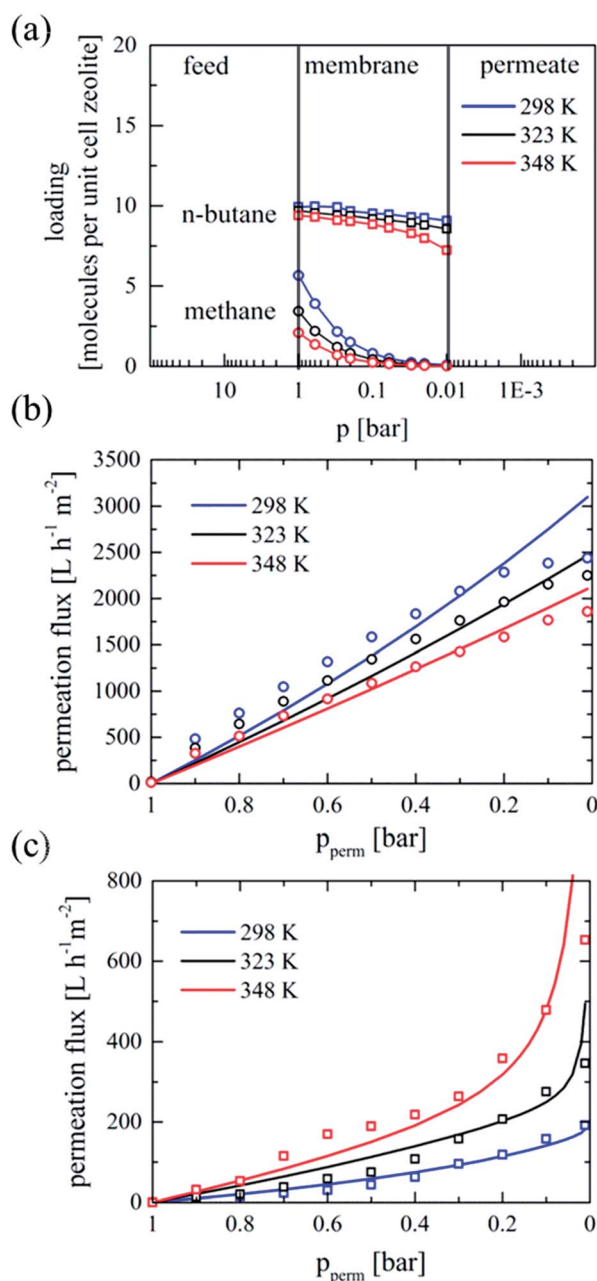 (a)
20
feed
membrane
permeate
298 K
323 K
348 K
15
10
5
0
n-butane
methane
loading
[molecules per unit cell zeolite]
10
1
0.1
0.01
1E-3
p [bar]
(b)
3500
3000
2500
2000
1500
1000
500
0
298 K
323 K
348 K
permeation flux [L h⁻¹ m⁻²]
1
0.8
0.6
0.4
0.2
0
p_perm [bar]
(c)
800
600
400
200
0
298 K
323 K
348 K
permeation flux [L h⁻¹m⁻²]
1
0.8
0.6
0.4
0.2
0
p_perm [bar]